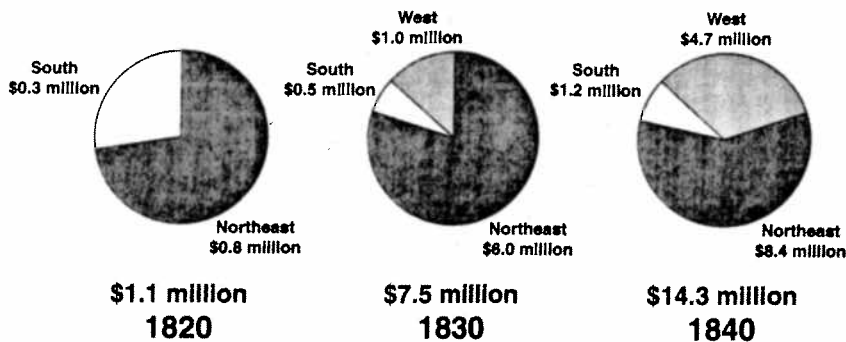 South
$0.3 million
Northeast
$0.8 million
$1.1 million
1820
West
$1.0 million
South
$0.5 million
Northeast
$6.0 million
$7.5 million
1830
West
$4.7 million
South
$1.2 million
Northeast
$8.4 million
$14.3 million
1840